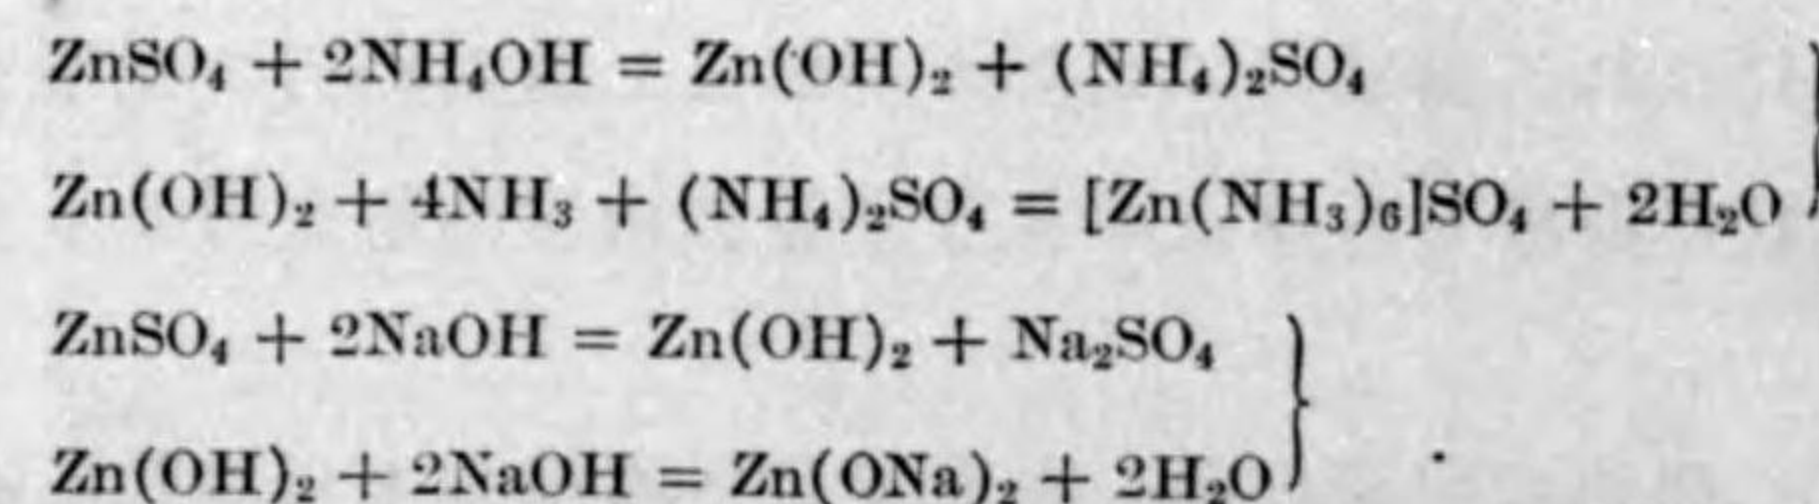 ZnSO₄ + 2NH₄OH = Zn(OH)₂ + (NH₄)₂SO₄
Zn(OH)₂ + 4NH₃ + (NH₄)₂SO₄ = [Zn(NH₃)₆]SO₄ + 2H₂O
ZnSO₄ + 2NaOH = Zn(OH)₂ + Na₂SO₄
Zn(OH)₂ + 2NaOH = Zn(ONa)₂ + 2H₂O